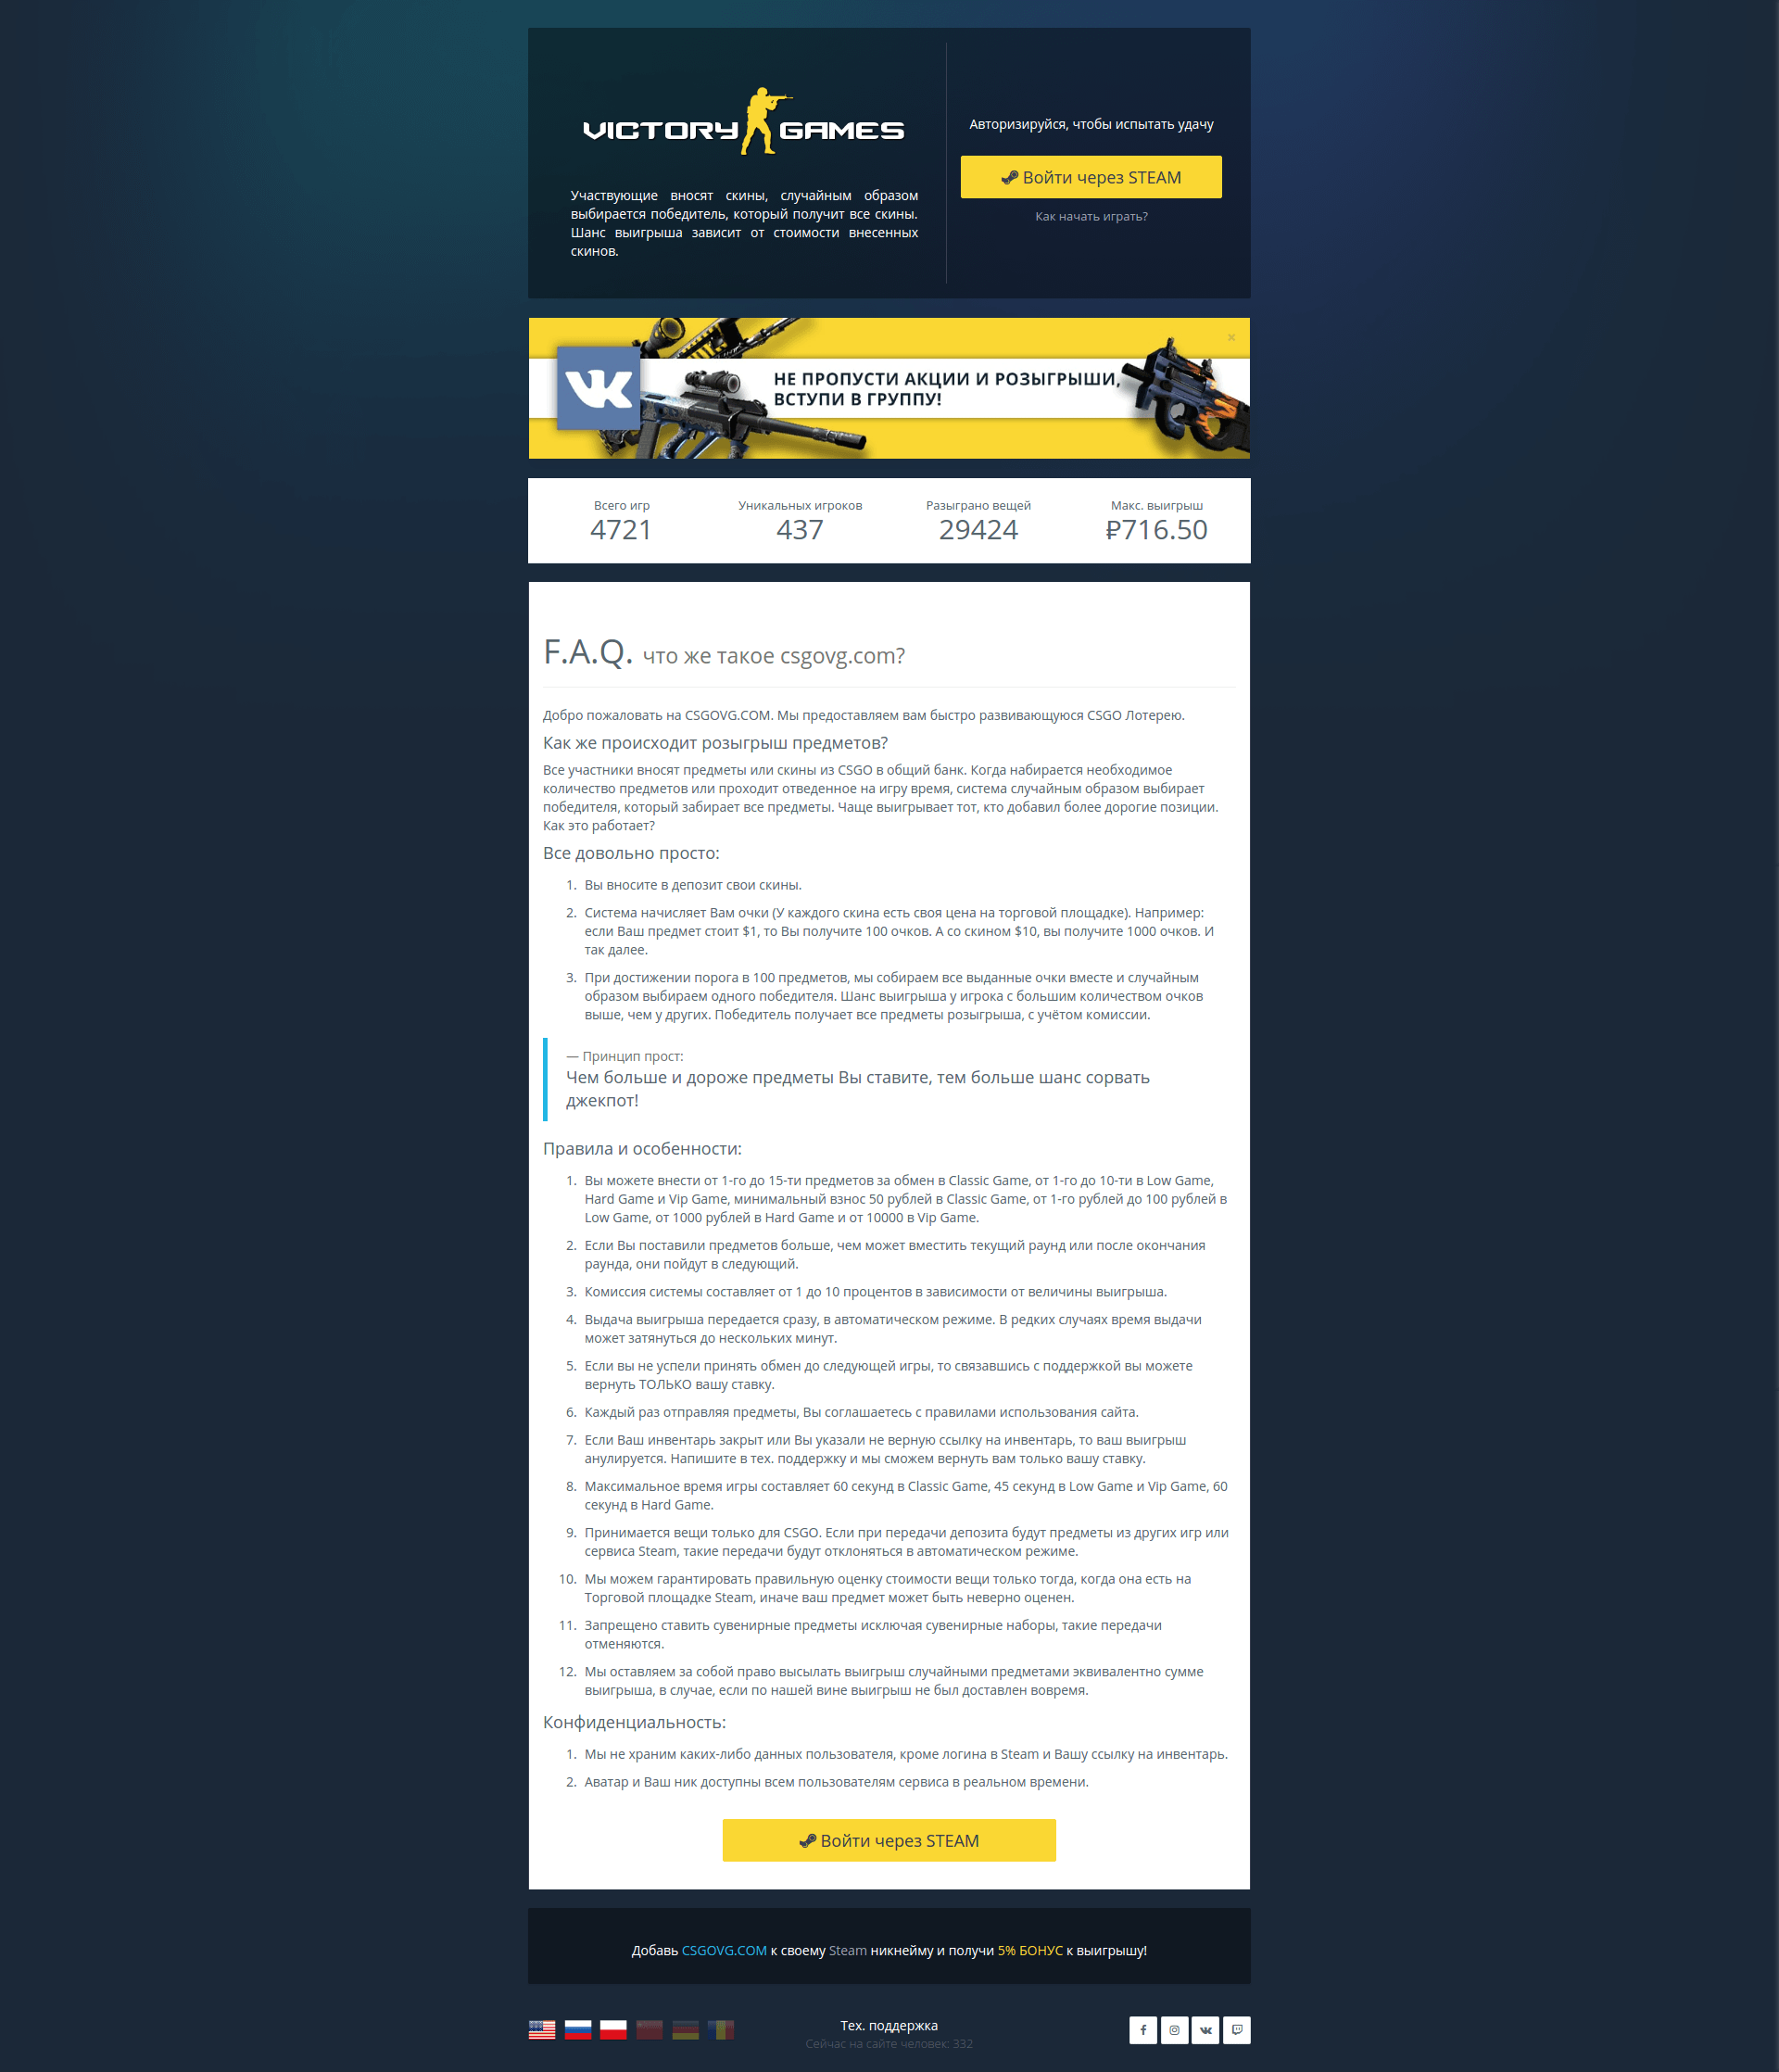 VICTORY GAMES
Участвующие вносят скины, случайным образом
выбирается победитель, который получит все скины.
Шанс выигрыша зависит от стоимости внесенных
скинов.
Авторизируйся, чтобы испытать удачу
Войти через STEAM
Как начать играть?
×
НЕ ПРОПУСТИ АКЦИИ И РОЗЫГРЫШИ,
ВСТУПИ В ГРУППУ!
Всего игр
4721
Уникальных игроков
437
Разыграно вещей
29424
Макс. выигрыш
₽716.50
F.A.Q. что же такое csgovg.com?
Добро пожаловать на CSGOVG.COM. Мы предоставляем вам быстро развивающуюся CSGO Лотерею.
Как же происходит розыгрыш предметов?
Все участники вносят предметы или скины из CSGO в общий банк. Когда набирается необходимое
количество предметов или проходит отведенное на игру время, система случайным образом выбирает
победителя, который забирает все предметы. Чаще выигрывает тот, кто добавил более дорогие позиции.
Как это работает?
Все довольно просто:
1. Вы вносите в депозит свои скины.
2. Система начисляет Вам очки (У каждого скина есть своя цена на торговой площадке). Например:
если Ваш предмет стоит $1, то Вы получите 100 очков. А со скином $10, вы получите 1000 очков. И
так далее.
3. При достижении порога в 100 предметов, мы собираем все выданные очки вместе и случайным
образом выбираем одного победителя. Шанс выигрыша у игрока с большим количеством очков
выше, чем у других. Победитель получает все предметы розыгрыша, с учётом комиссии.
— Принцип прост:
Чем больше и дороже предметы Вы ставите, тем больше шанс сорвать
джекпот!
Правила и особенности:
1. Вы можете внести от 1-го до 15-ти предметов за обмен в Classic Game, от 1-го до 10-ти в Low Game,
Hard Game и Vip Game, минимальный взнос 50 рублей в Classic Game, от 1-го рублей до 100 рублей в
Low Game, от 1000 рублей в Hard Game и от 10000 в Vip Game.
2. Если Вы поставили предметов больше, чем может вместить текущий раунд или после окончания
раунда, они пойдут в следующий.
3. Комиссия системы составляет от 1 до 10 процентов в зависимости от величины выигрыша.
4. Выдача выигрыша передается сразу, в автоматическом режиме. В редких случаях время выдачи
может затянуться до нескольких минут.
5. Если вы не успели принять обмен до следующей игры, то связавшись с поддержкой вы можете
вернуть ТОЛЬКО вашу ставку.
6. Каждый раз отправляя предметы, Вы соглашаетесь с правилами использования сайта.
7. Если Ваш инвентарь закрыт или Вы указали не верную ссылку на инвентарь, то ваш выигрыш
анулируется. Напишите в тех. поддержку и мы сможем вернуть вам только вашу ставку.
8. Максимальное время игры составляет 60 секунд в Classic Game, 45 секунд в Low Game и Vip Game, 60
секунд в Hard Game.
9. Принимается вещи только для CSGO. Если при передачи депозита будут предметы из других игр или
сервиса Steam, такие передачи будут отклоняться в автоматическом режиме.
10. Мы можем гарантировать правильную оценку стоимости вещи только тогда, когда она есть на
Торговой площадке Steam, иначе ваш предмет может быть неверно оценен.
11. Запрещено ставить сувенирные предметы исключая сувенирные наборы, такие передачи
отменяются.
12. Мы оставляем за собой право высылать выигрыш случайными предметами эквивалентно сумме
выигрыша, в случае, если по нашей вине выигрыш не был доставлен вовремя.
Конфиденциальность:
1. Мы не храним каких-либо данных пользователя, кроме логина в Steam и Вашу ссылку на инвентарь.
2. Аватар и Ваш ник доступны всем пользователям сервиса в реальном времени.
Войти через STEAM
Добавь CSGOVG.COM к своему Steam никнейму и получи 5% БОНУС к выигрышу!
Тех. поддержка
Сейчас на сайте человек: 332